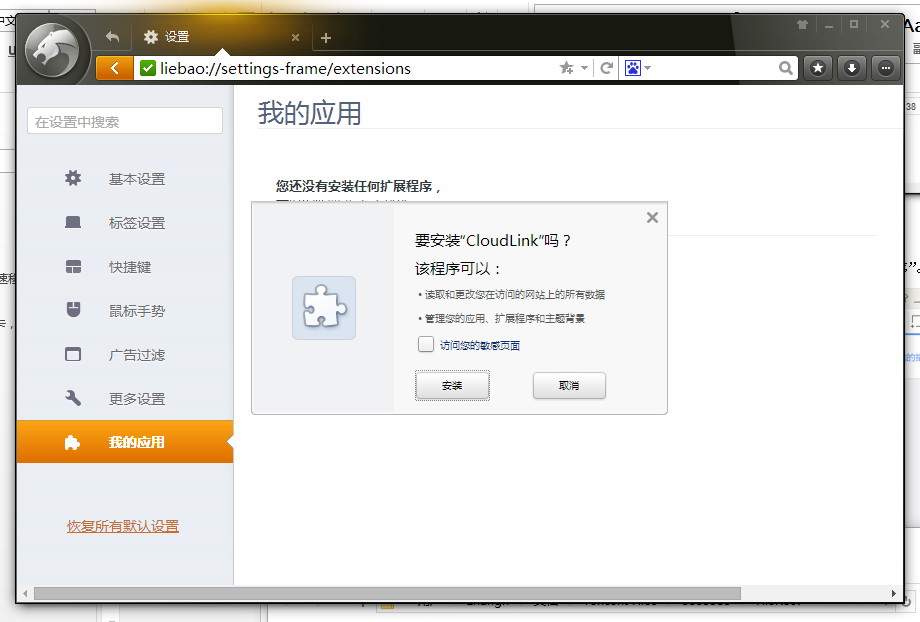 设置
liebao://settings-frame/extensions
在设置中搜索
我的应用
基本设置
标签设置
快捷键
鼠标手势
广告过滤
更多设置
我的应用
恢复所有默认设置
您还没有安装任何扩展程序，
要安装“CloudLink”吗？
该程序可以：
• 读取和更改您在访问的网站上的所有数据
• 管理您的应用、扩展程序和主题背景
访问您的敏感页面
安装
取消